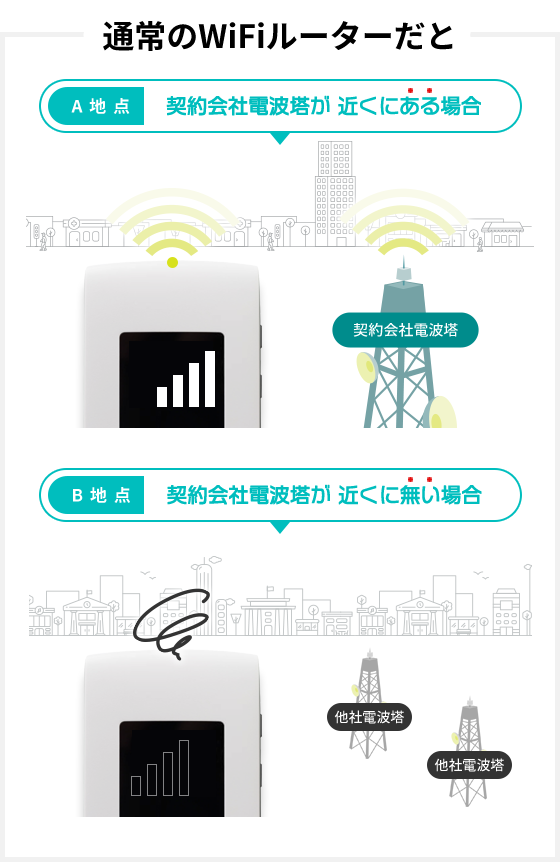 通常のWiFiルーターだと
A 地 点
契約会社電波塔が 近くにある場合
契約会社電波塔
B 地 点
契約会社電波塔が 近くに無い場合
他社電波塔
他社電波塔